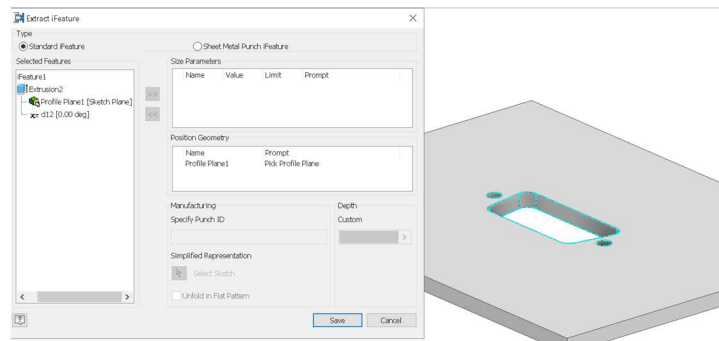 Extract iFeature
Type
Standard iFeature
Sheet Metal Punch iFeature
Selected Features
iFeature1
Extrusion2
Profile Plane1 [Sketch Plane]
x= d12 [0.00 deg]
>>
<<
Size Parameters
Name Value Limit Prompt
Position Geometry
Name Prompt
Profile Plane1 Pick Profile Plane
Manufacturing
Specify Punch ID
Simplified Representation
Select Sketch
Unfold in Flat Pattern
Depth
Custom
>
Save Cancel